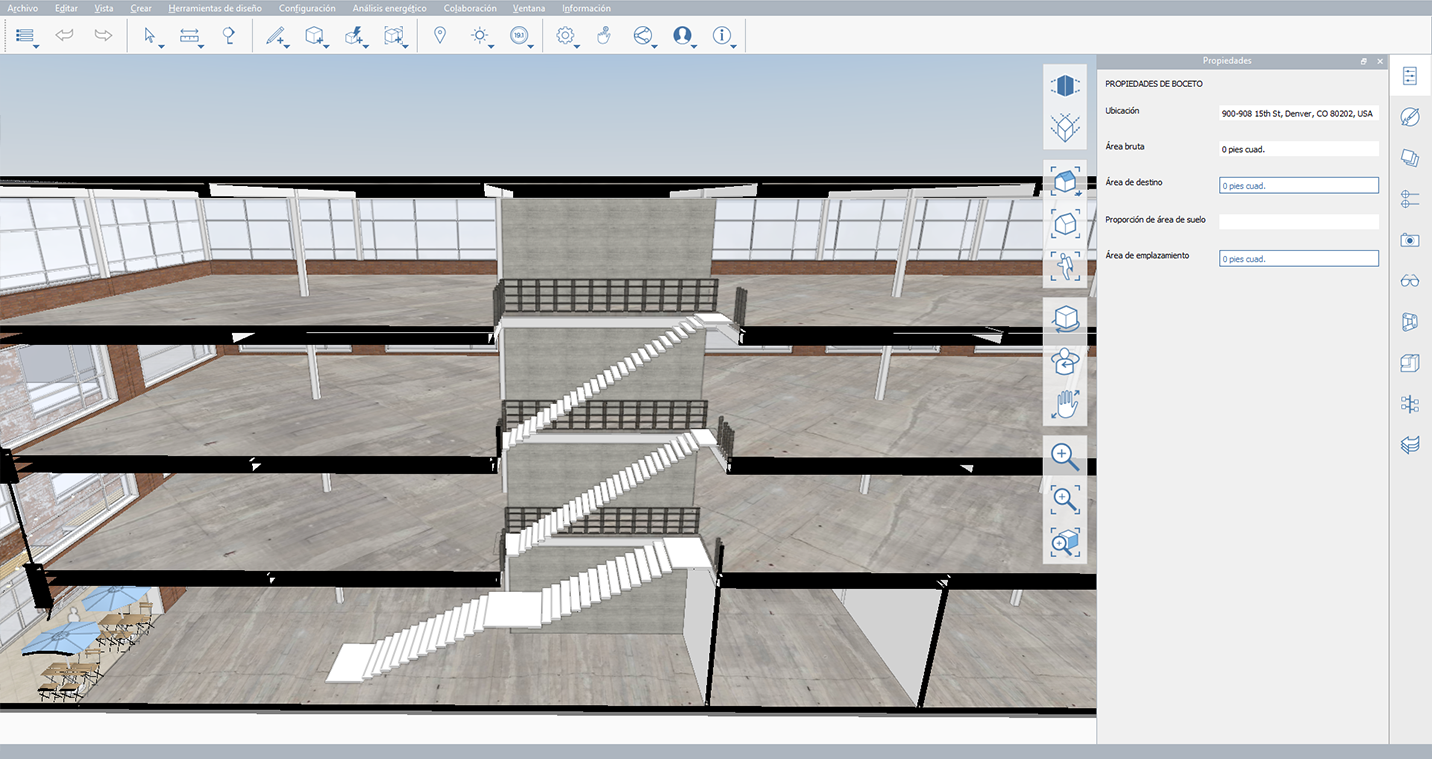 Archivo Editar Vista Crear Herramientas de diseño Configuración Análisis energético Colaboración Ventana Información
191
Propiedades
PROPIEDADES DE BOCETO
Ubicación 900-908 15th St, Denver, CO 80202, USA
Área bruta 0 pies cuad.
Área de destino 0 pies cuad.
Proporción de área de suelo
Área de emplazamiento 0 pies cuad.